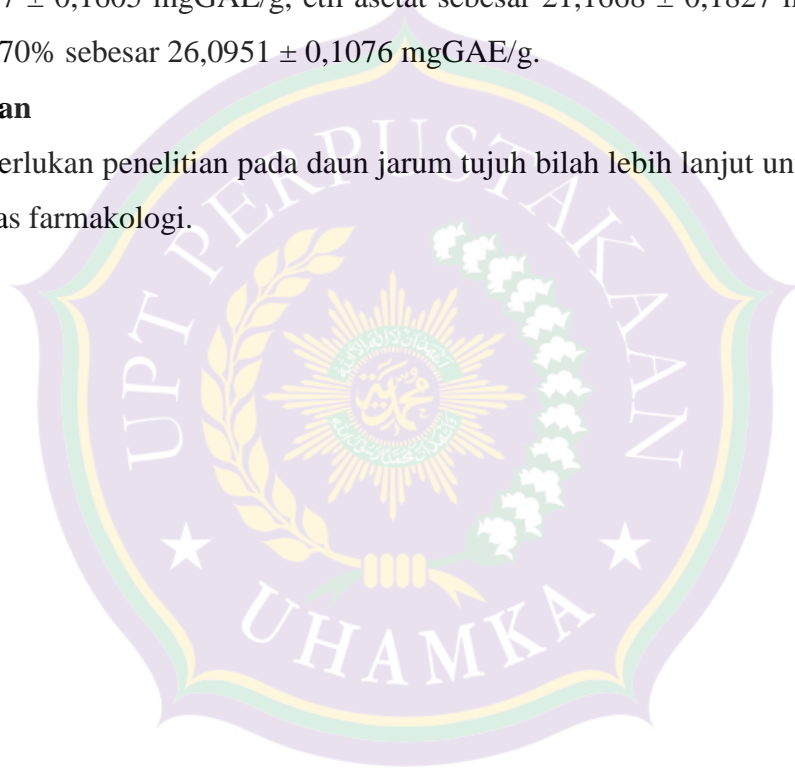 7 ± 0,1605 mgGAE/g, etil asetat sebesar 21,1668 ± 0,1827 m
70% sebesar 26,0951 ± 0,1076 mgGAE/g.
an
erlukan penelitian pada daun jarum tujuh bilah lebih lanjut un
as farmakologi.
UPT PERPUSTAKAAN
UHAMKA